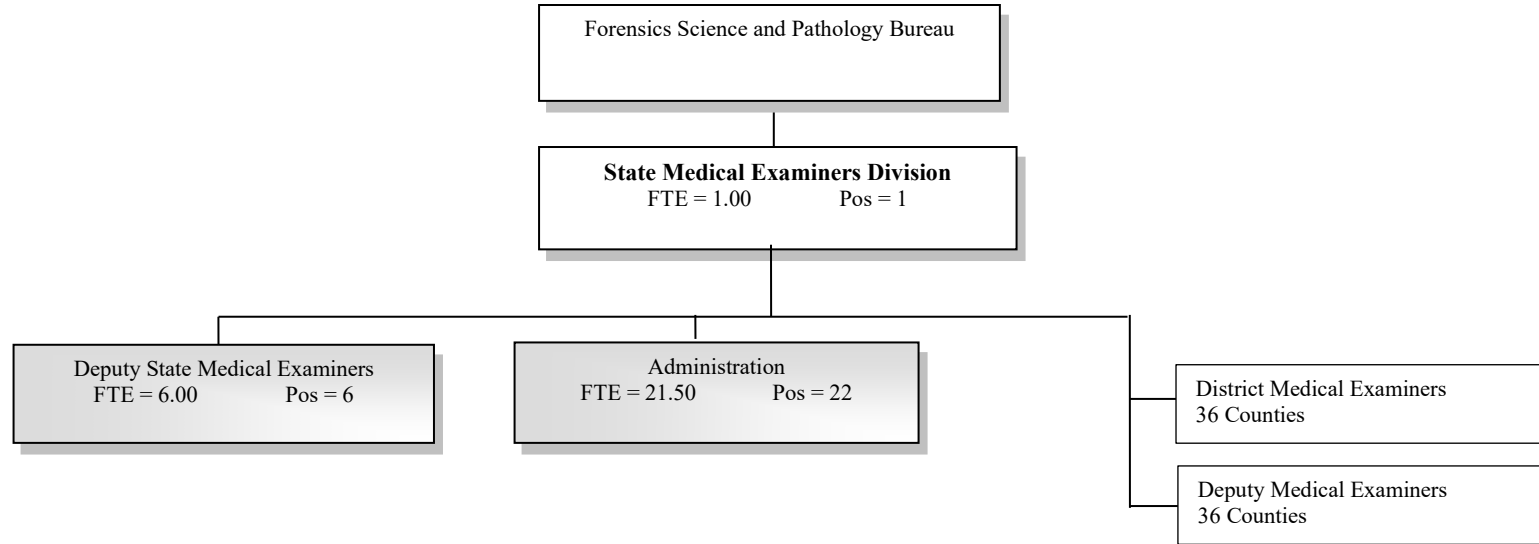 Forensics Science and Pathology Bureau
State Medical Examiners Division
FTE = 1.00 Pos = 1
Deputy State Medical Examiners
FTE = 6.00 Pos = 6
Administration
FTE = 21.50 Pos = 22
District Medical Examiners
36 Counties
Deputy Medical Examiners
36 Counties